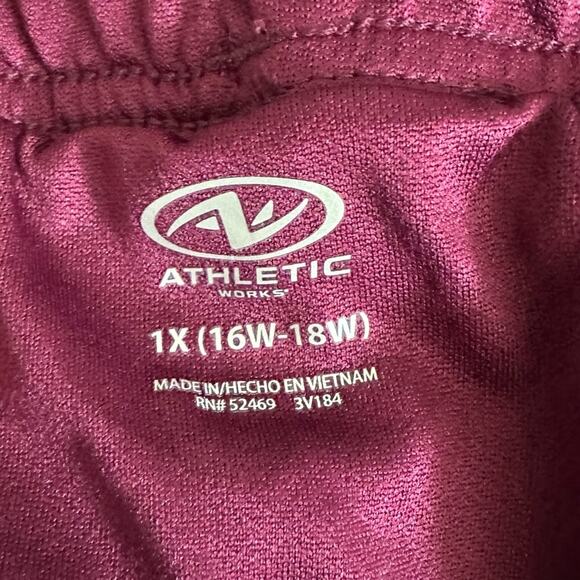 ATHLETIC
WORKS
1X (16W-18W)
MADE IN/HECHO EN VIETNAM
RN# 52469 3V184